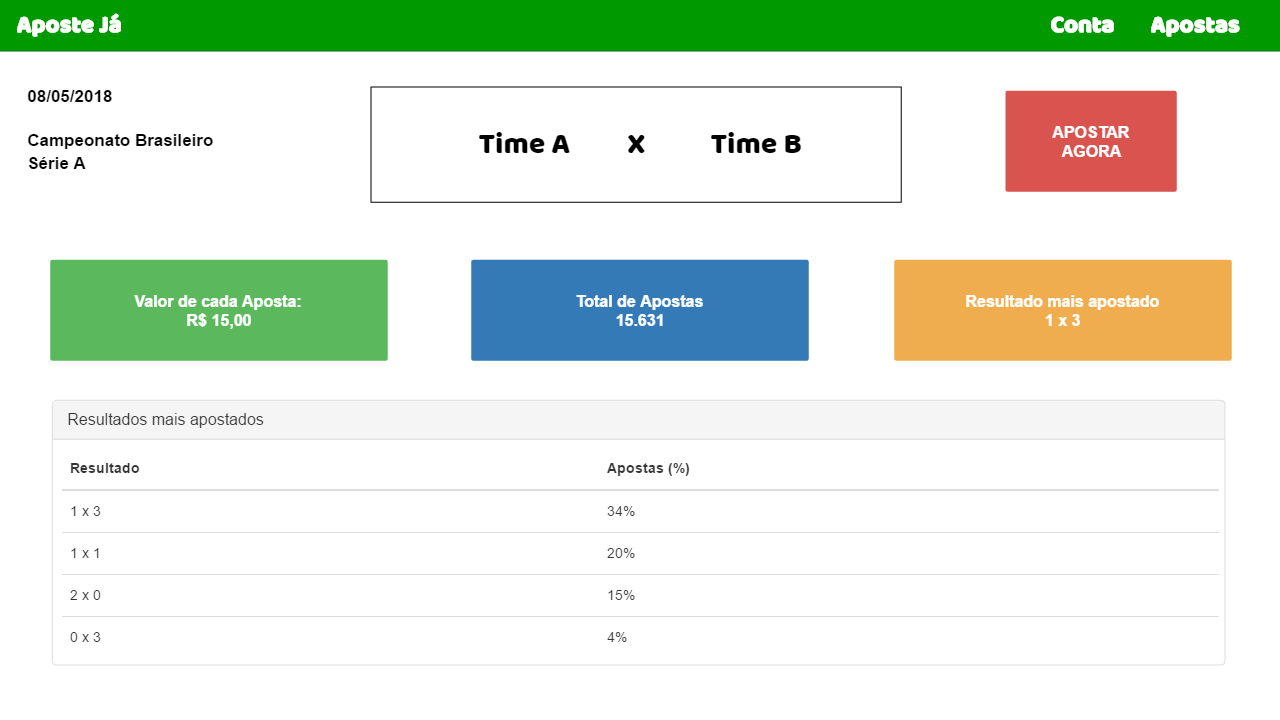 Aposte Já
Conta
Apostas
08/05/2018
Campeonato Brasileiro
Série A
Time A X Time B
APOSTAR
AGORA
Valor de cada Aposta:
R$ 15,00
Total de Apostas
15.631
Resultado mais apostado
1 x 3
Resultados mais apostados
Resultado Apostas (%)
1 x 3 34%
1 x 1 20%
2 x 0 15%
0 x 3 4%